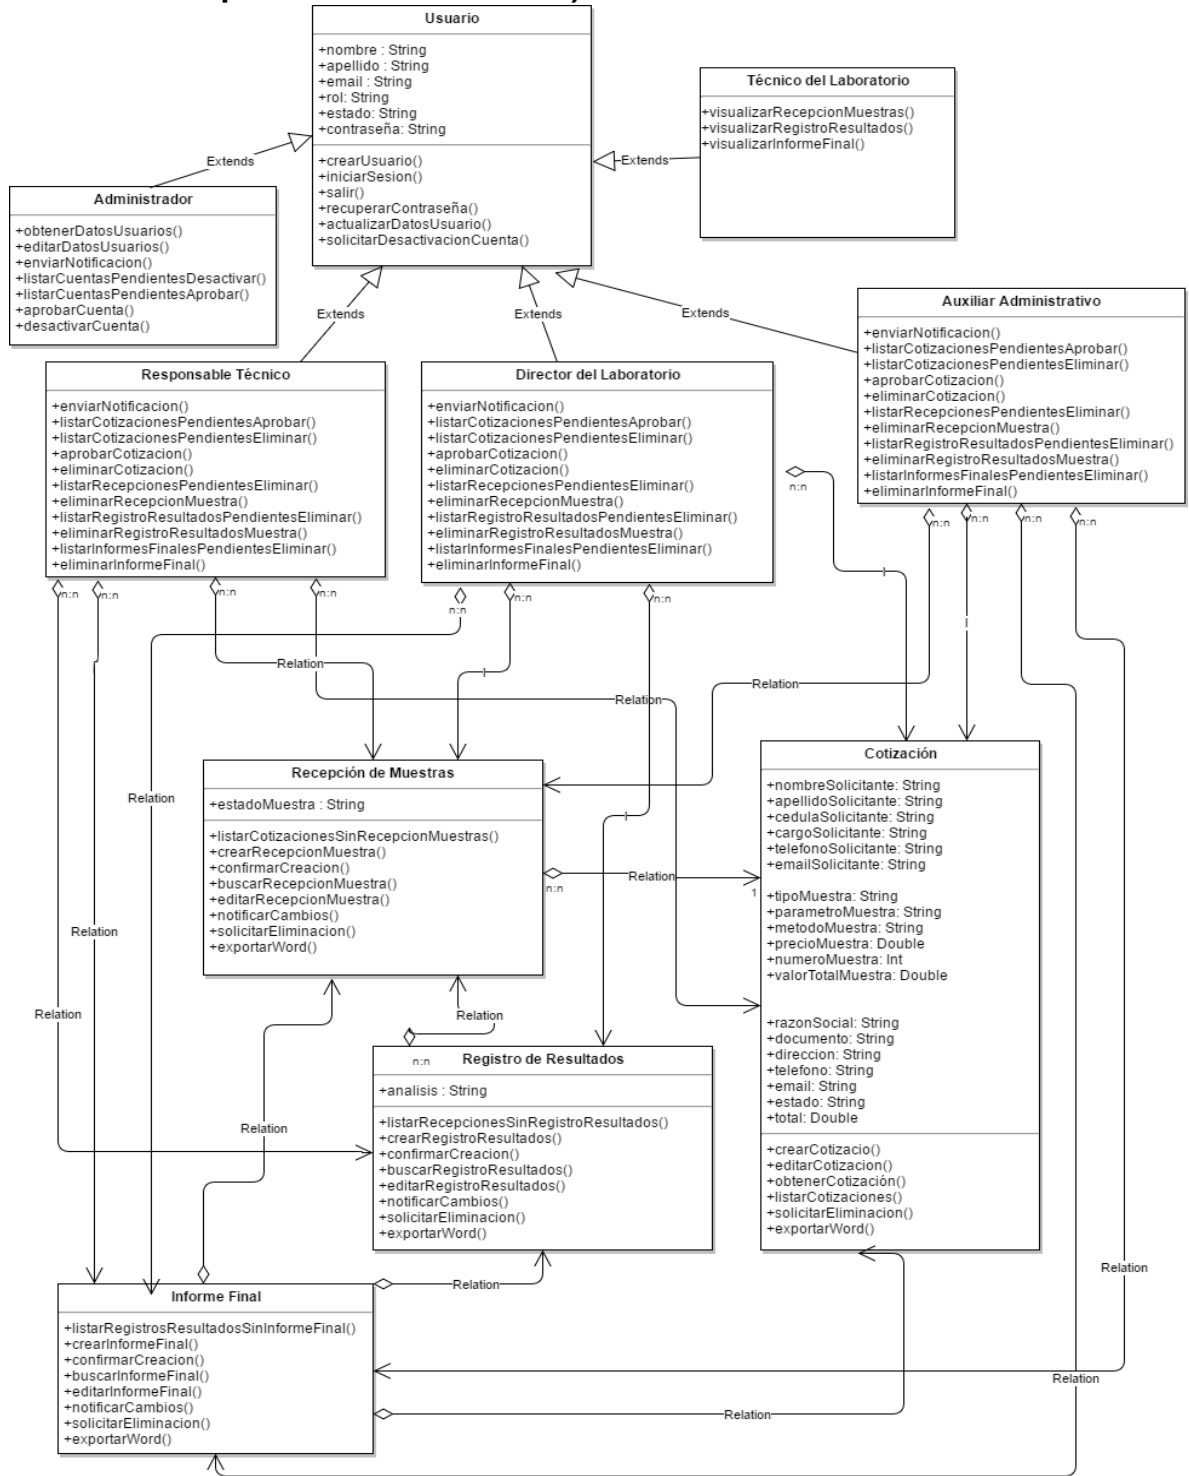 Usuario
+nombre : String
+apellido : String
+email : String
+rol: String
+estado: String
+contraseña: String
+crearUsuario()
+iniciarSesion()
+salir()
+recuperarContraseña()
+actualizarDatosUsuario()
+solicitarDesactivacionCuenta()
Técnico del Laboratorio
+visualizarRecepcionMuestras()
+visualizarRegistroResultados()
+visualizarInformeFinal()
Extends
Extends
Administrador
+obtenerDatosUsuarios()
+editarDatosUsuarios()
+enviarNotificacion()
+listarCuentasPendientesDesactivar()
+listarCuentasPendientesAprobar()
+aprobarCuenta()
+desactivarCuenta()
Extends
Extends
Extends
Auxiliar Administrativo
+enviarNotificacion()
+listarCotizacionesPendientesAprobar()
+listarCotizacionesPendientesEliminar()
+aprobarCotizacion()
+eliminarCotizacion()
+listarRecepcionesPendientesEliminar()
+eliminarRecepcionMuestra()
+listarRegistroResultadosPendientesEliminar()
+eliminarRegistroResultadosMuestra()
+listarInformesFinalesPendientesEliminar()
+eliminarInformeFinal()
Responsable Técnico
+enviarNotificacion()
+listarCotizacionesPendientesAprobar()
+listarCotizacionesPendientesEliminar()
+aprobarCotizacion()
+eliminarCotizacion()
+listarRecepcionesPendientesEliminar()
+eliminarRecepcionMuestra()
+listarRegistroResultadosPendientesEliminar()
+eliminarRegistroResultadosMuestra()
+listarInformesFinalesPendientesEliminar()
+eliminarInformeFinal()
Director del Laboratorio
+enviarNotificacion()
+listarCotizacionesPendientesAprobar()
+listarCotizacionesPendientesEliminar()
+aprobarCotizacion()
+eliminarCotizacion()
+listarRecepcionesPendientesEliminar()
+eliminarRecepcionMuestra()
+listarRegistroResultadosPendientesEliminar()
+eliminarRegistroResultadosMuestra()
+listarInformesFinalesPendientesEliminar()
+eliminarInformeFinal()
n:n
n:n
n:n
n:n
n:n
n:n
n:n
n:n
n:n
n:n
n:n
n:n
Relation
Relation
Relation
Relation
Recepción de Muestras
+estadoMuestra : String
+listarCotizacionesSinRecepcionMuestras()
+crearRecepcionMuestra()
+confirmarCreacion()
+buscarRecepcionMuestra()
+editarRecepcionMuestra()
+notificarCambios()
+solicitarEliminacion()
+exportarWord()
n:n
Relation
1
Cotización
+nombreSolicitante: String
+apellidoSolicitante: String
+cedulaSolicitante: String
+cargoSolicitante: String
+telefonoSolicitante: String
+emailSolicitante: String
+tipoMuestra: String
+parametroMuestra: String
+metodoMuestra: String
+precioMuestra: Double
+numeroMuestra: Int
+valorTotalMuestra: Double
+razonSocial: String
+documento: String
+direccion: String
+telefono: String
+email: String
+estado: String
+total: Double
+crearCotizacio()
+editarCotizacion()
+obtenerCotización()
+listarCotizaciones()
+solicitarEliminacion()
+exportarWord()
Relation
Relation
Relation
n:n
Registro de Resultados
+analisis : String
+listarRecepcionesSinRegistroResultados()
+crearRegistroResultados()
+confirmarCreacion()
+buscarRegistroResultados()
+editarRegistroResultados()
+notificarCambios()
+solicitarEliminacion()
+exportarWord()
Relation
Relation
Relation
Informe Final
+listarRegistrosResultadosSinInformeFinal()
+crearInformeFinal()
+confirmarCreacion()
+buscarInformeFinal()
+editarInformeFinal()
+notificarCambios()
+solicitarEliminacion()
+exportarWord()
Relation
Relation